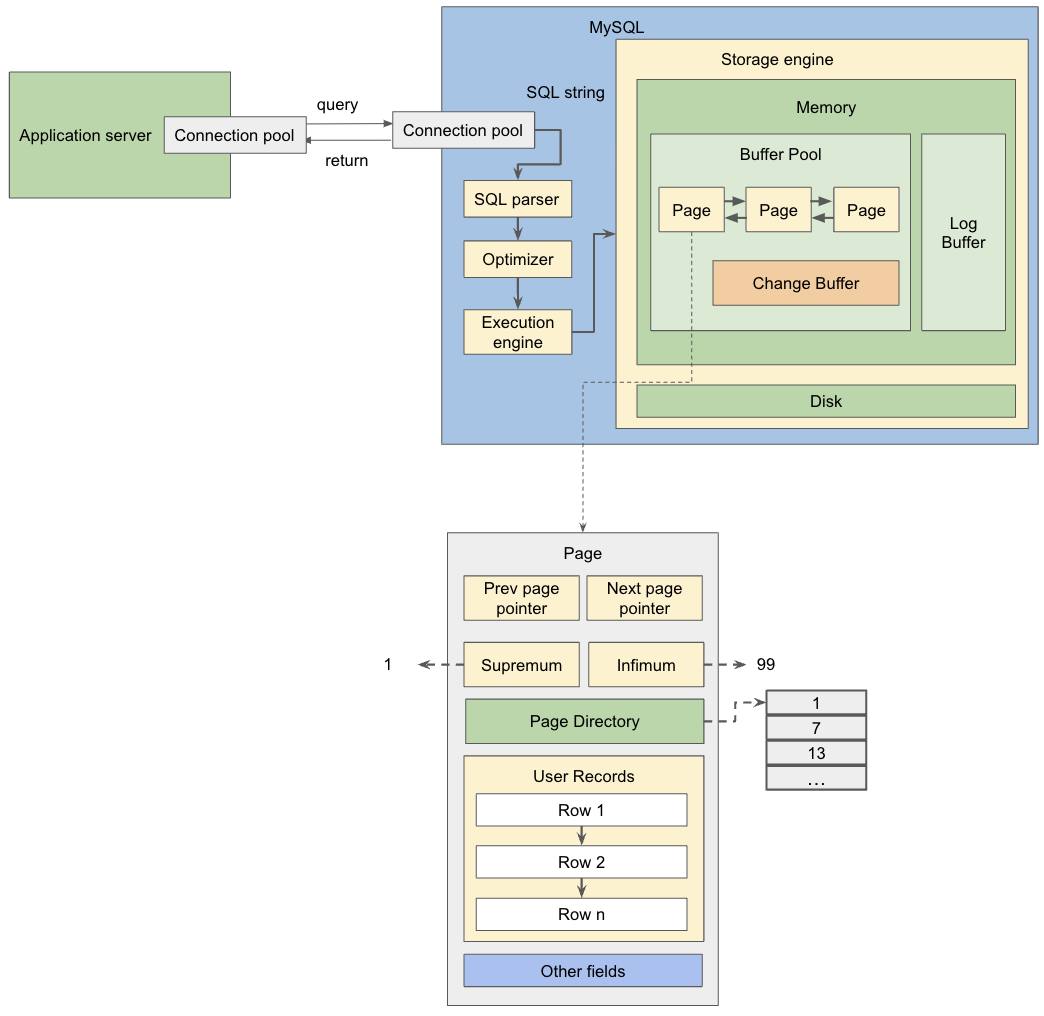 MySQL
Storage engine
SQL string
Memory
Application server
Connection pool
query
return
Connection pool
Buffer Pool
SQL parser
Page
Page
Page
Log
Buffer
Optimizer
Change Buffer
Execution
engine
Disk
Page
Prev page
pointer
Next page
pointer
1
Supremum
Infimum
99
Page Directory
1
7
13
...
User Records
Row 1
Row 2
Row n
Other fields